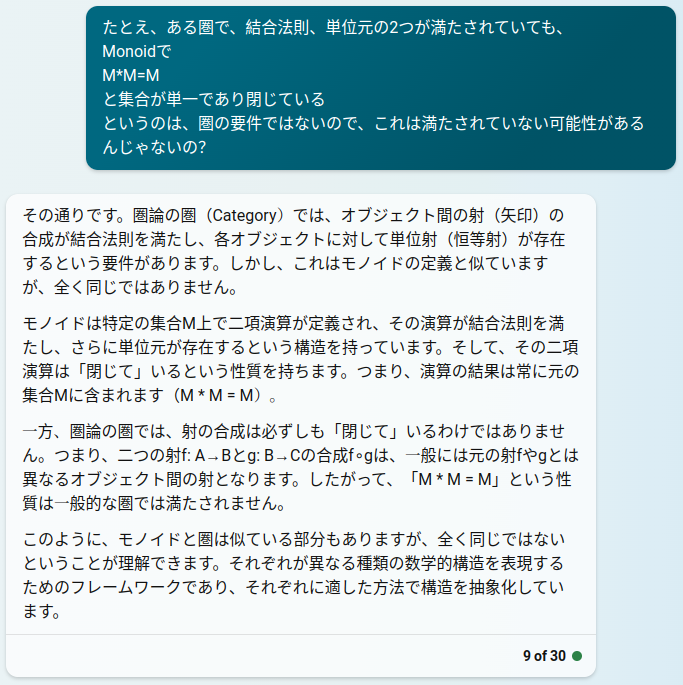 たとえ、ある圏で、結合法則、単位元の2つが満たされていても、
Monoidで
M*M=M
と集合が単一であり閉じている
というのは、圏の要件ではないので、これは満たされていない可能性がある
んじゃないの?
その通りです。圏論の圏（Category）では、オブジェクト間の射（矢印）の
合成が結合法則を満たし、各オブジェクトに対して単位射（恒等射）が存在
するという要件があります。しかし、これはモノイドの定義と似ています
が、全く同じではありません。
モノイドは特定の集合M上で二項演算が定義され、その演算が結合法則を満
たし、さらに単位元が存在するという構造を持っています。そして、その二項
演算は「閉じて」いるという性質を持ちます。つまり、演算の結果は常に元の
集合Mに含まれます（M * M = M）。
一方、圏論の圏では、射の合成は必ずしも「閉じて」いるわけではありませ
ん。つまり、二つの射f: A→Bとg: B→Cの合成f∘gは、一般には元の射fやgとは
異なるオブジェクト間の射となります。したがって、「M * M = M」という性
質は一般的な圏では満たされません。
このように、モノイドと圏は似ている部分もありますが、全く同じではない
ということが理解できます。それぞれが異なる種類の数学的構造を表現する
ためのフレームワークであり、それぞれに適した方法で構造を抽象化してい
ます。
9 of 30